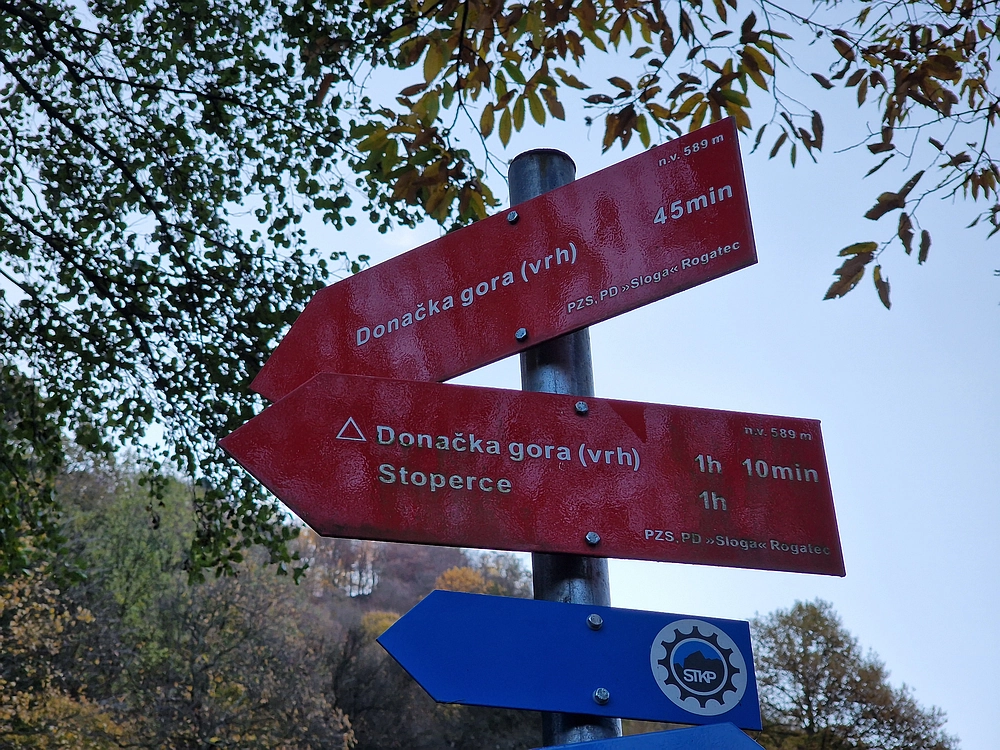 n.v. 589 m
45min
Donačka gora (vrh)
PZS, PD »Sloga« Rogatec
n.v. 589 m
Donačka gora (vrh) 1h 10min
Stoperce 1h
PZS, PD »Sloga« Rogatec
STKP